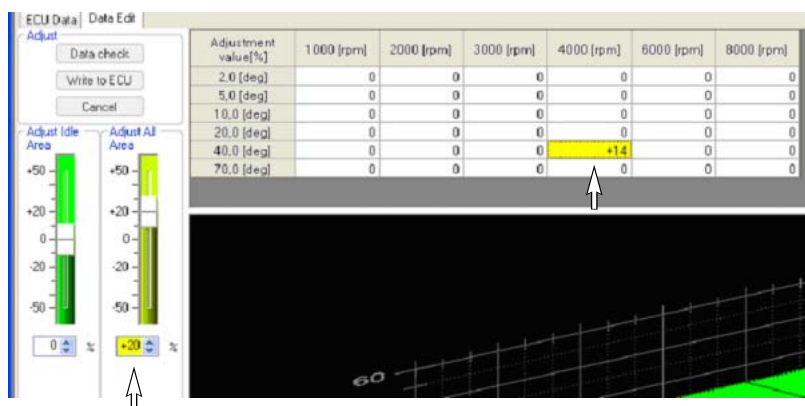 ECU Data Data Edit
Adjust
Data check
Write to ECU
Cancel
Adjust Idle Area
+50
+20
0
-20
-50
0 %
Adjust All Area
+50
+20
0
-20
-50
+20 %
Adjustment value[%] 1000 [rpm] 2000 [rpm] 3000 [rpm] 4000 [rpm] 6000 [rpm] 8000 [rpm]
2,0 [deg] 0 0 0 0 0 0
5,0 [deg] 0 0 0 0 0 0
10,0 [deg] 0 0 0 0 0 0
20,0 [deg] 0 0 0 0 0 0
40,0 [deg] 0 0 0 +14 0 0
70,0 [deg] 0 0 0 0 0 0
60